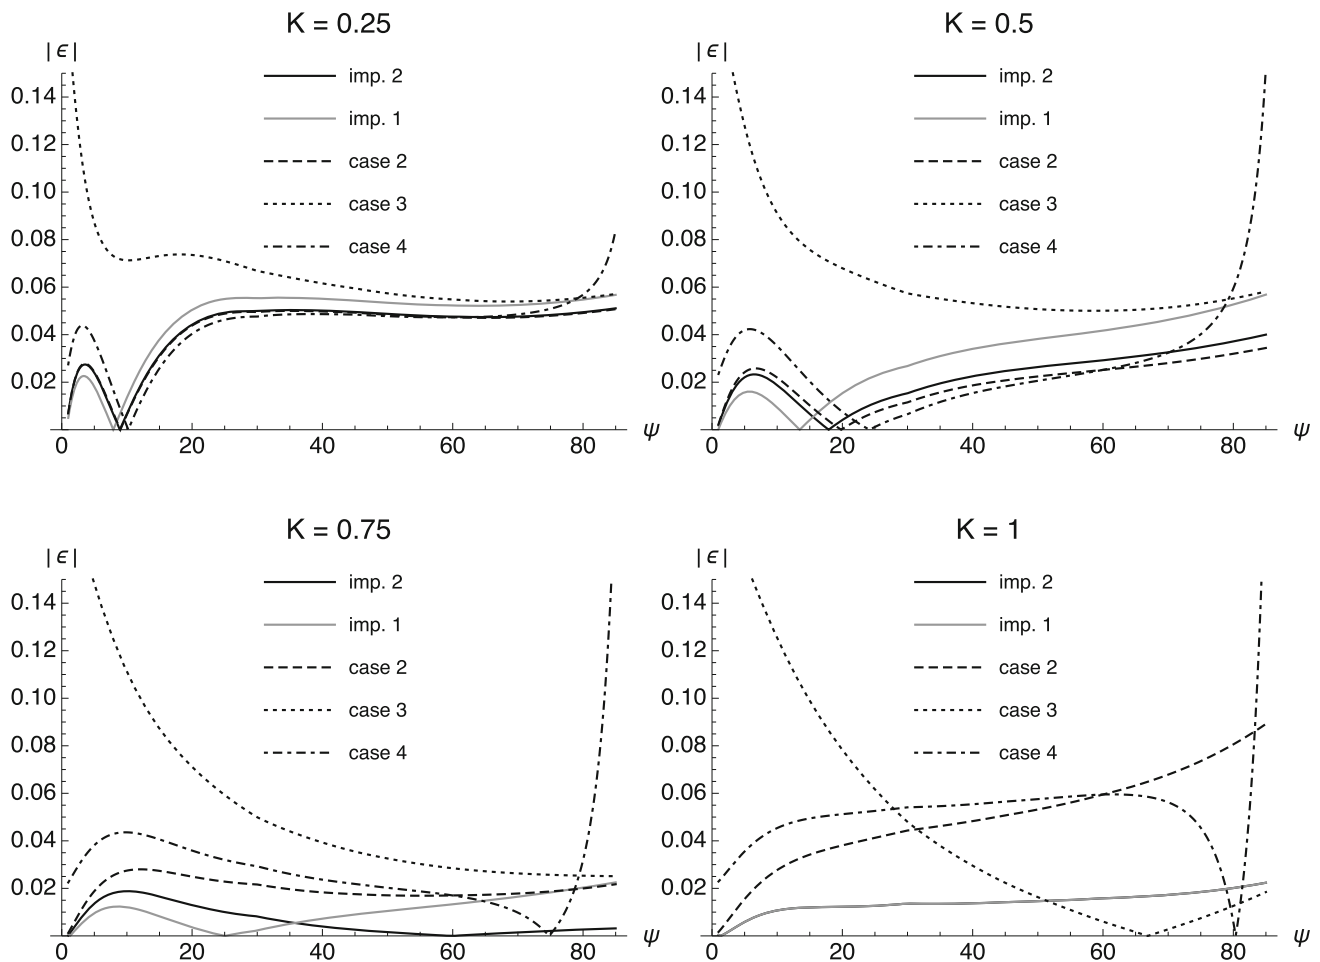 K = 0.25
|ϵ|
imp. 2
imp. 1
case 2
case 3
case 4
0.14
0.12
0.10
0.08
0.06
0.04
0.02
0 20 40 60 80 ψ
K = 0.5
|ϵ|
imp. 2
imp. 1
case 2
case 3
case 4
0.14
0.12
0.10
0.08
0.06
0.04
0.02
0 20 40 60 80 ψ
K = 0.75
|ϵ|
imp. 2
imp. 1
case 2
case 3
case 4
0.14
0.12
0.10
0.08
0.06
0.04
0.02
0 20 40 60 80 ψ
K = 1
|ϵ|
imp. 2
imp. 1
case 2
case 3
case 4
0.14
0.12
0.10
0.08
0.06
0.04
0.02
0 20 40 60 80 ψ